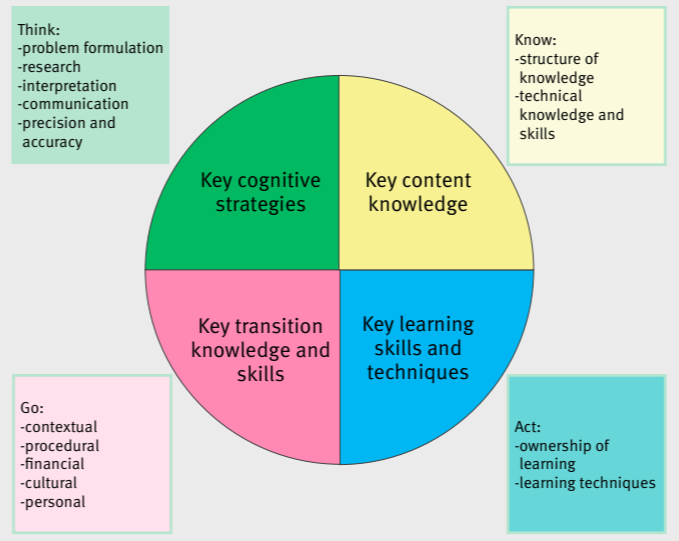 Think:
-problem formulation
-research
-interpretation
-communication
-precision and
accuracy
Know:
-structure of
knowledge
-technical
knowledge and
skills
Key cognitive
strategies
Key content
knowledge
Key transition
knowledge and
skills
Key learning
skills and
techniques
Go:
-contextual
-procedural
-financial
-cultural
-personal
Act:
-ownership of
learning
-learning techniques